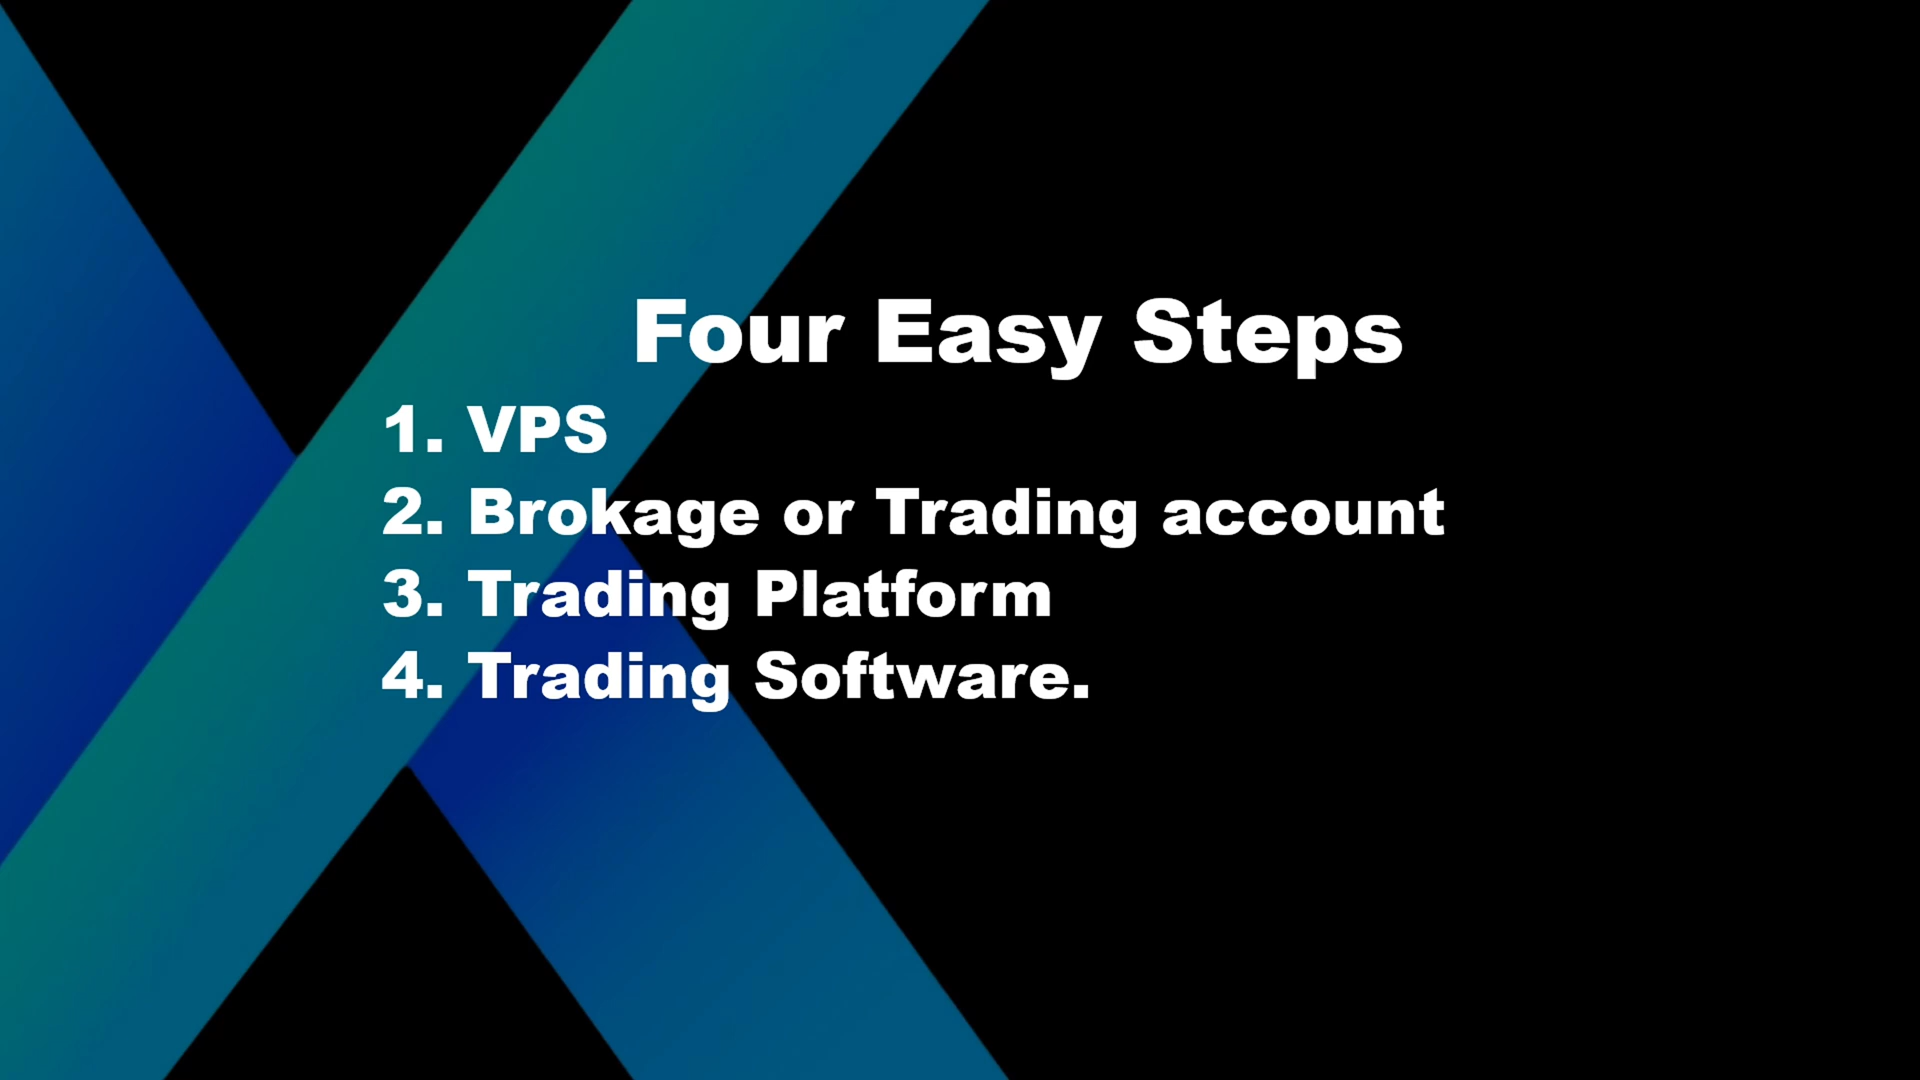 Four Easy Steps
1. VPS
2. Brokage or Trading account
3. Trading Platform
4. Trading Software.